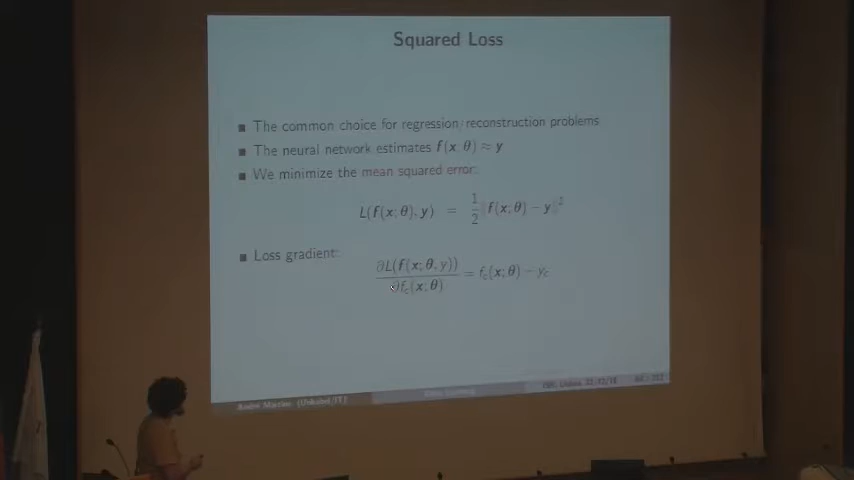 Squared Loss
The common choice for regression/reconstruction problems
The neural network estimates f(x; θ) ≈ y
We minimize the mean squared error:
L(f(x; θ), y) = 1/2 ‖f(x; θ) − y‖²
Loss gradient:
∂L(f(x; θ, y)) / ∂f_c(x; θ) = f_c(x; θ) − y_c